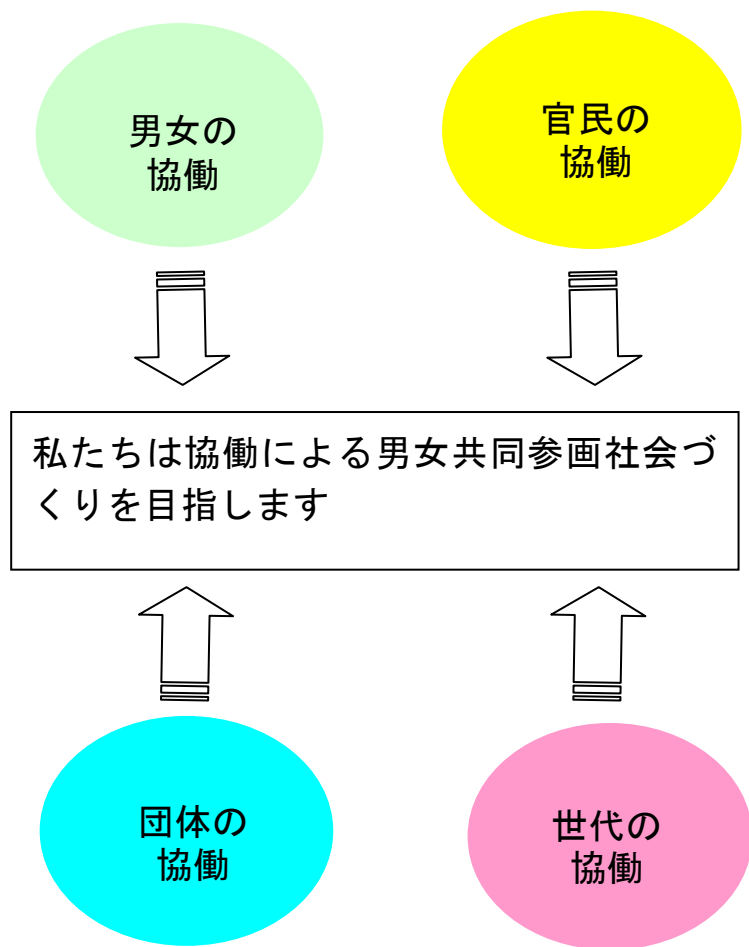 男女の
協働
官民の
協働
私たちは協働による男女共同参画社会づ
くりを目指します
団体の
協働
世代の
協働